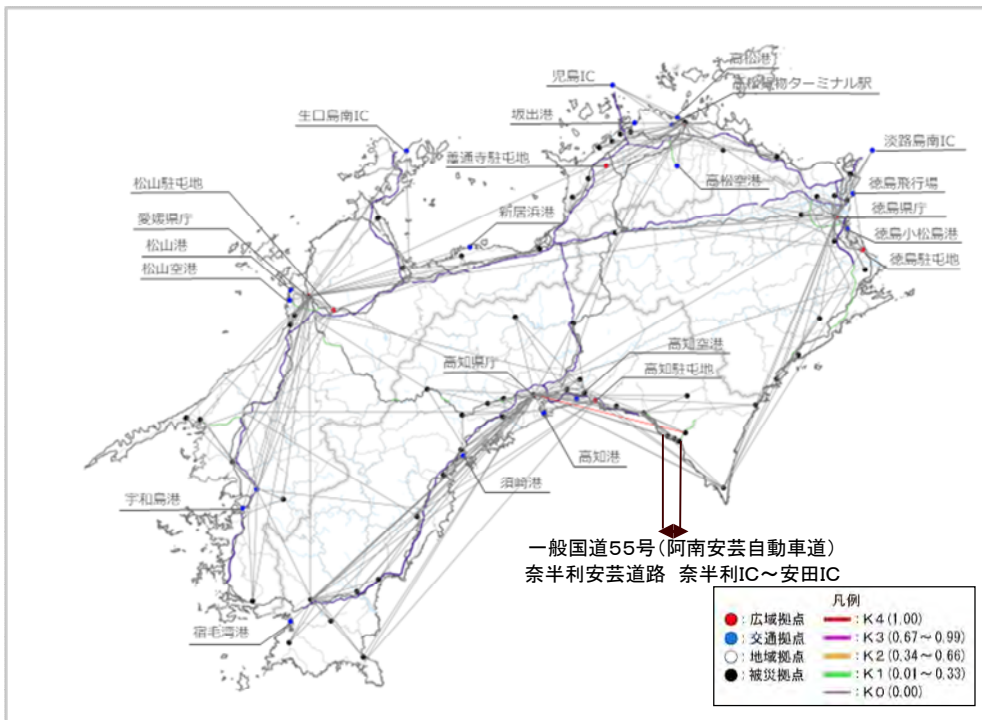 高松港
児島IC
高松貨物ターミナル駅
坂出港
生口島南IC
善通寺駐屯地
淡路島南IC
松山駐屯地
高松空港
徳島飛行場
愛媛県庁
新居浜港
徳島県庁
松山港
徳島小松島港
松山空港
徳島駐屯地
高知空港
高知県庁
高知駐屯地
高知港
須崎港
宇和島港
宿毛湾港
一般国道55号(阿南安芸自動車道)
奈半利安芸道路 奈半利IC～安田IC
凡例
：広域拠点 ：K4(1.00)
：交通拠点 ：K3(0.67～0.99)
：地域拠点 ：K2(0.34～0.66)
：被災拠点 ：K1(0.01～0.33)
：K0(0.00)